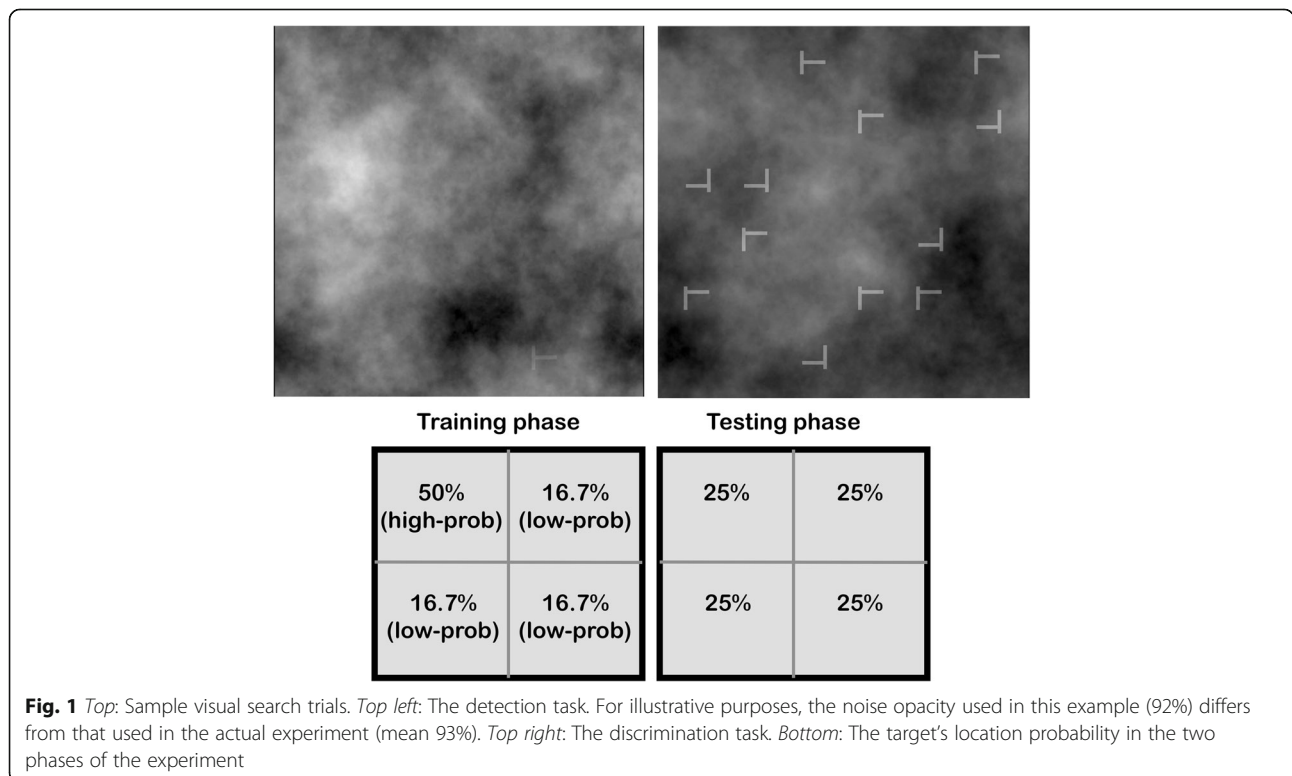 Training phase
Testing phase
50%
(high-prob)
16.7%
(low-prob)
25%
25%
16.7%
(low-prob)
16.7%
(low-prob)
25%
25%
Fig. 1 Top: Sample visual search trials. Top left: The detection task. For illustrative purposes, the noise opacity used in this example (92%) differs
from that used in the actual experiment (mean 93%). Top right: The discrimination task. Bottom: The target's location probability in the two
phases of the experiment